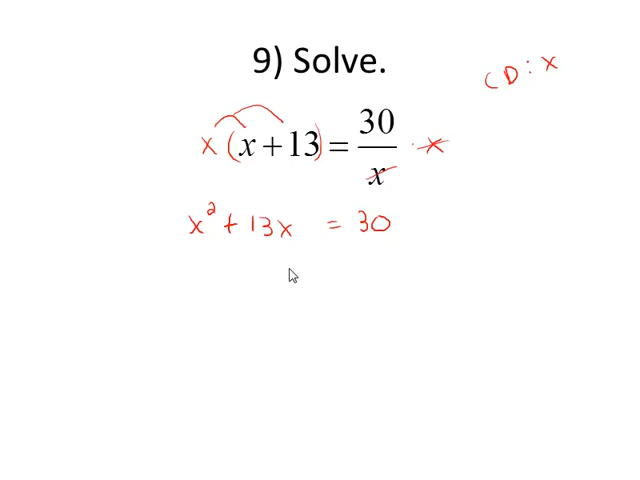 9) Solve.
CD: x
x(x + 13) = 30/x · x
x² + 13x = 30